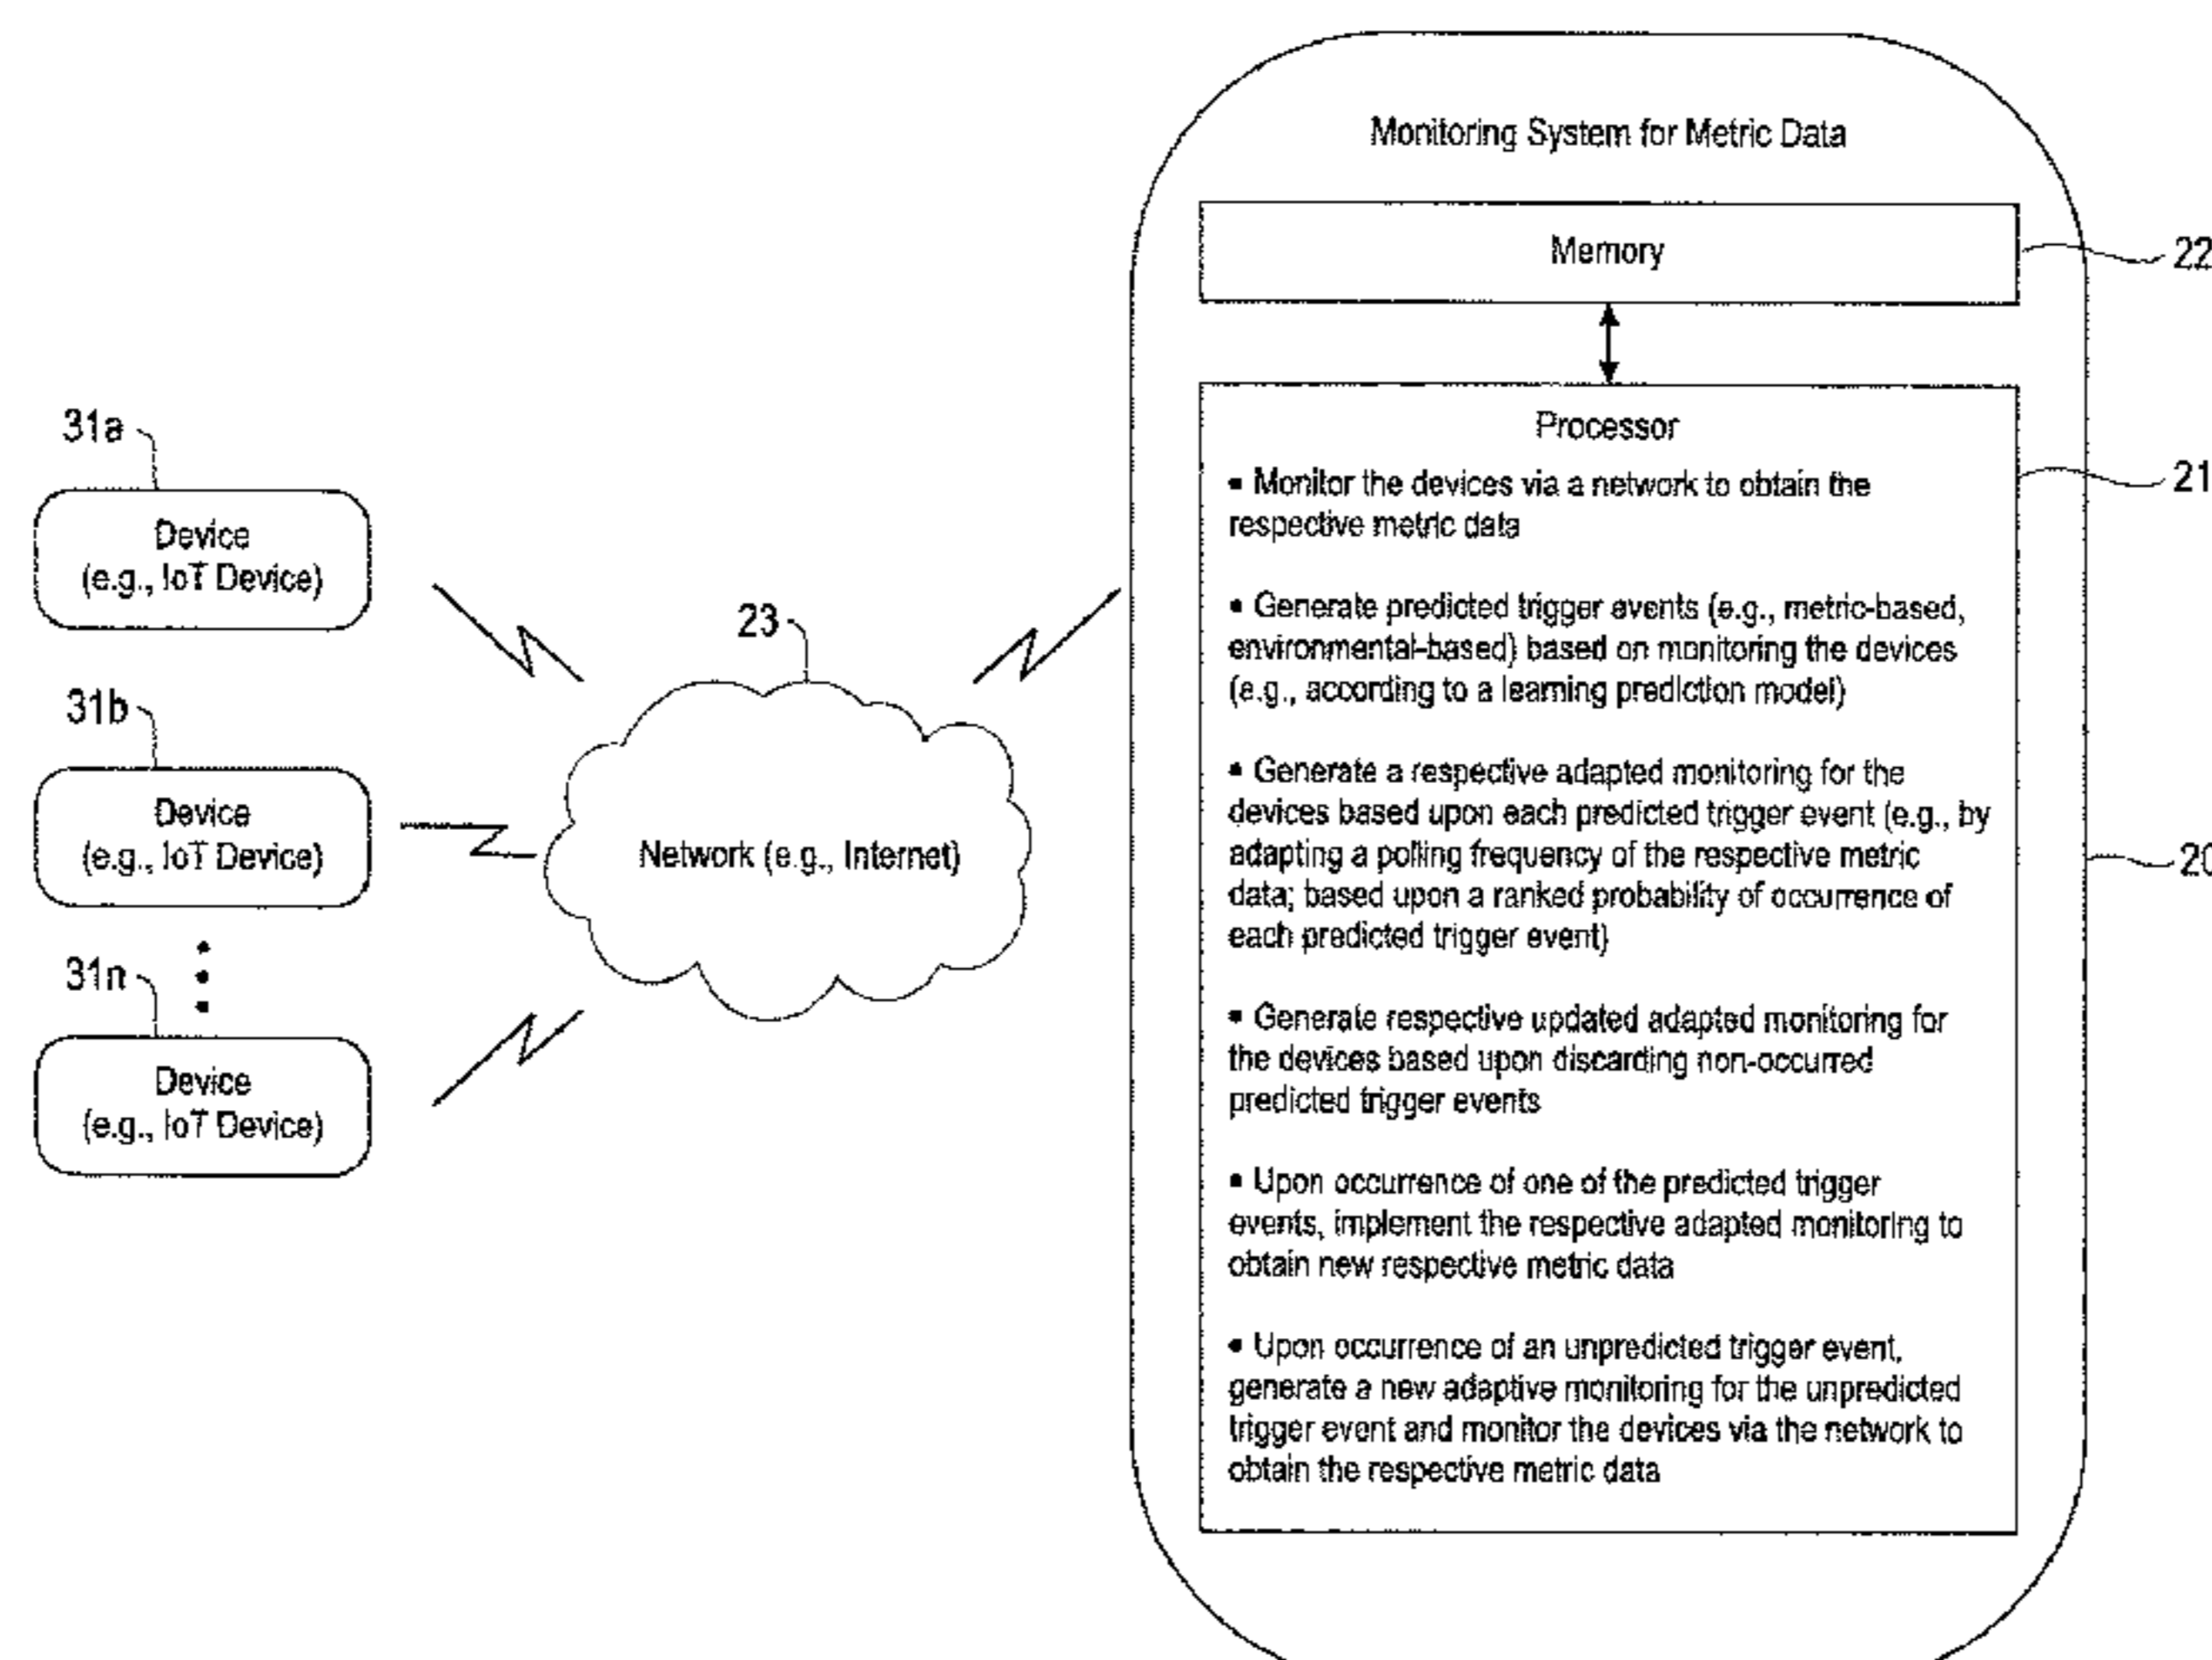 Monitoring System for Metric Data
Memory
22
Processor
21
▪ Monitor the devices via a network to obtain the
respective metric data
▪ Generate predicted trigger events (e.g., metric-based,
environmental-based) based on monitoring the devices
(e.g., according to a learning prediction model)
▪ Generate a respective adapted monitoring for the
devices based upon each predicted trigger event (e.g., by
adapting a polling frequency of the respective metric
data; based upon a ranked probability of occurrence of
each predicted trigger event)
20
▪ Generate respective updated adapted monitoring for
the devices based upon discarding non-occurred
predicted trigger events
▪ Upon occurrence of one of the predicted trigger
events, implement the respective adapted monitoring to
obtain new respective metric data
▪ Upon occurrence of an unpredicted trigger event,
generate a new adaptive monitoring for the unpredicted
trigger event and monitor the devices via the network to
obtain the respective metric data
31a
Device
(e.g., IoT Device)
31b
Device
(e.g., IoT Device)
31n
Device
(e.g., IoT Device)
23
Network (e.g., Internet)